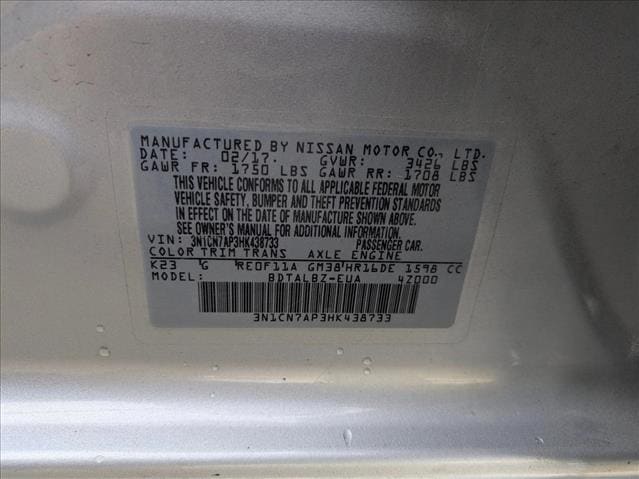 MANUFACTURED BY NISSAN MOTOR CO., LTD.
DATE: 02/17. GVWR: 3426 LBS
GAWR FR: 1750 LBS GAWR RR: 1708 LBS
THIS VEHICLE CONFORMS TO ALL APPLICABLE FEDERAL MOTOR
VEHICLE SAFETY, BUMPER AND THEFT PREVENTION STANDARDS
IN EFFECT ON THE DATE OF MANUFACTURE SHOWN ABOVE.
SEE OWNER'S MANUAL FOR ADDITIONAL INFORMATION.
VIN: 3N1CN7AP3HK438733 PASSENGER CAR.
COLOR TRIM TRANS AXLE ENGINE
K23 G RE0F11A GM38 HR16DE 1598 CC
MODEL: BDTALBZ-EUA 4Z000
3N1CN7AP3HK438733